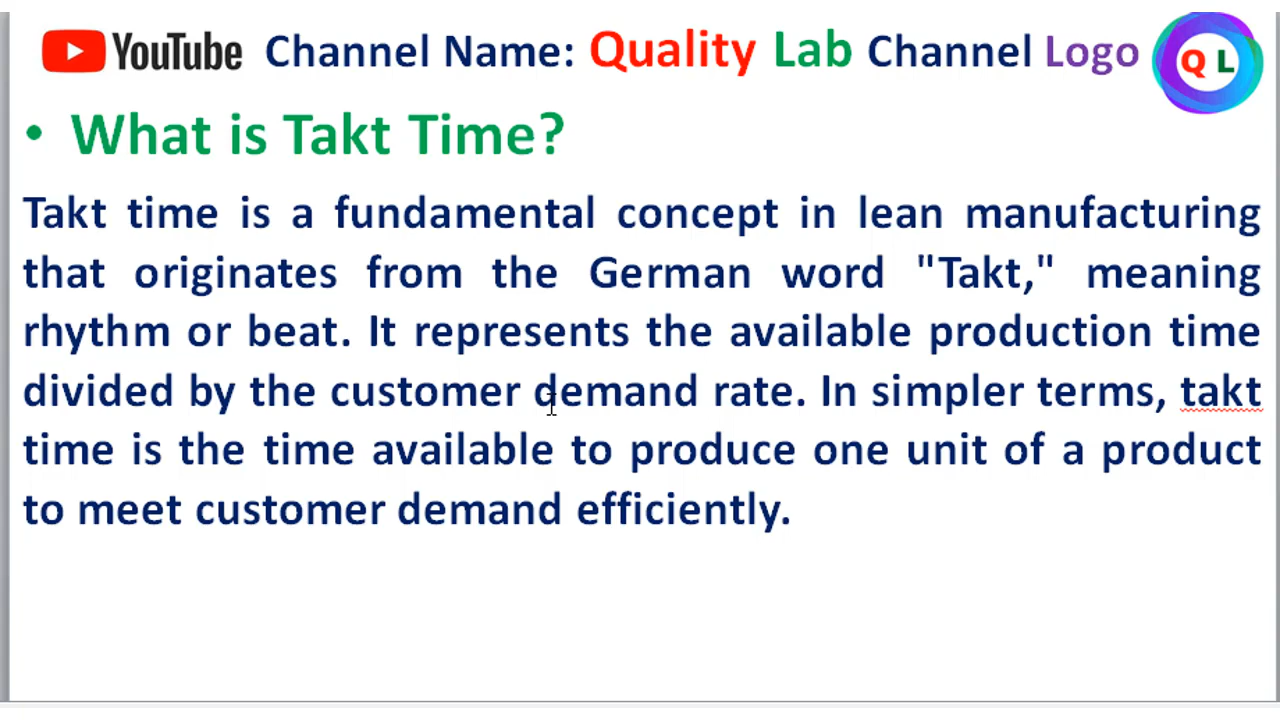 YouTube Channel Name: Quality Lab Channel Logo Q L
• What is Takt Time?
Takt time is a fundamental concept in lean manufacturing
that originates from the German word "Takt," meaning
rhythm or beat. It represents the available production time
divided by the customer demand rate. In simpler terms, takt
time is the time available to produce one unit of a product
to meet customer demand efficiently.